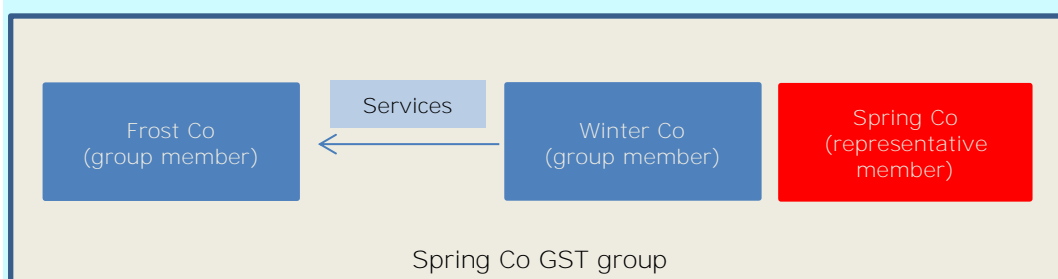 Frost Co
(group member)
Services
Winter Co
(group member)
Spring Co
(representative
member)
Spring Co GST group